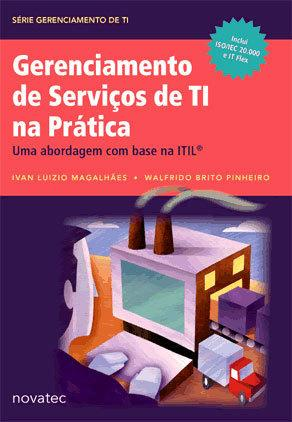 SÉRIE GERENCIAMENTO DE TI
Inclui
ISO/IEC 20.000
e IT Flex
Gerenciamento
de Serviços de TI
na Prática
Uma abordagem com base na ITIL®
IVAN LUIZIO MAGALHÃES • WALFRIDO BRITO PINHEIRO
novatec